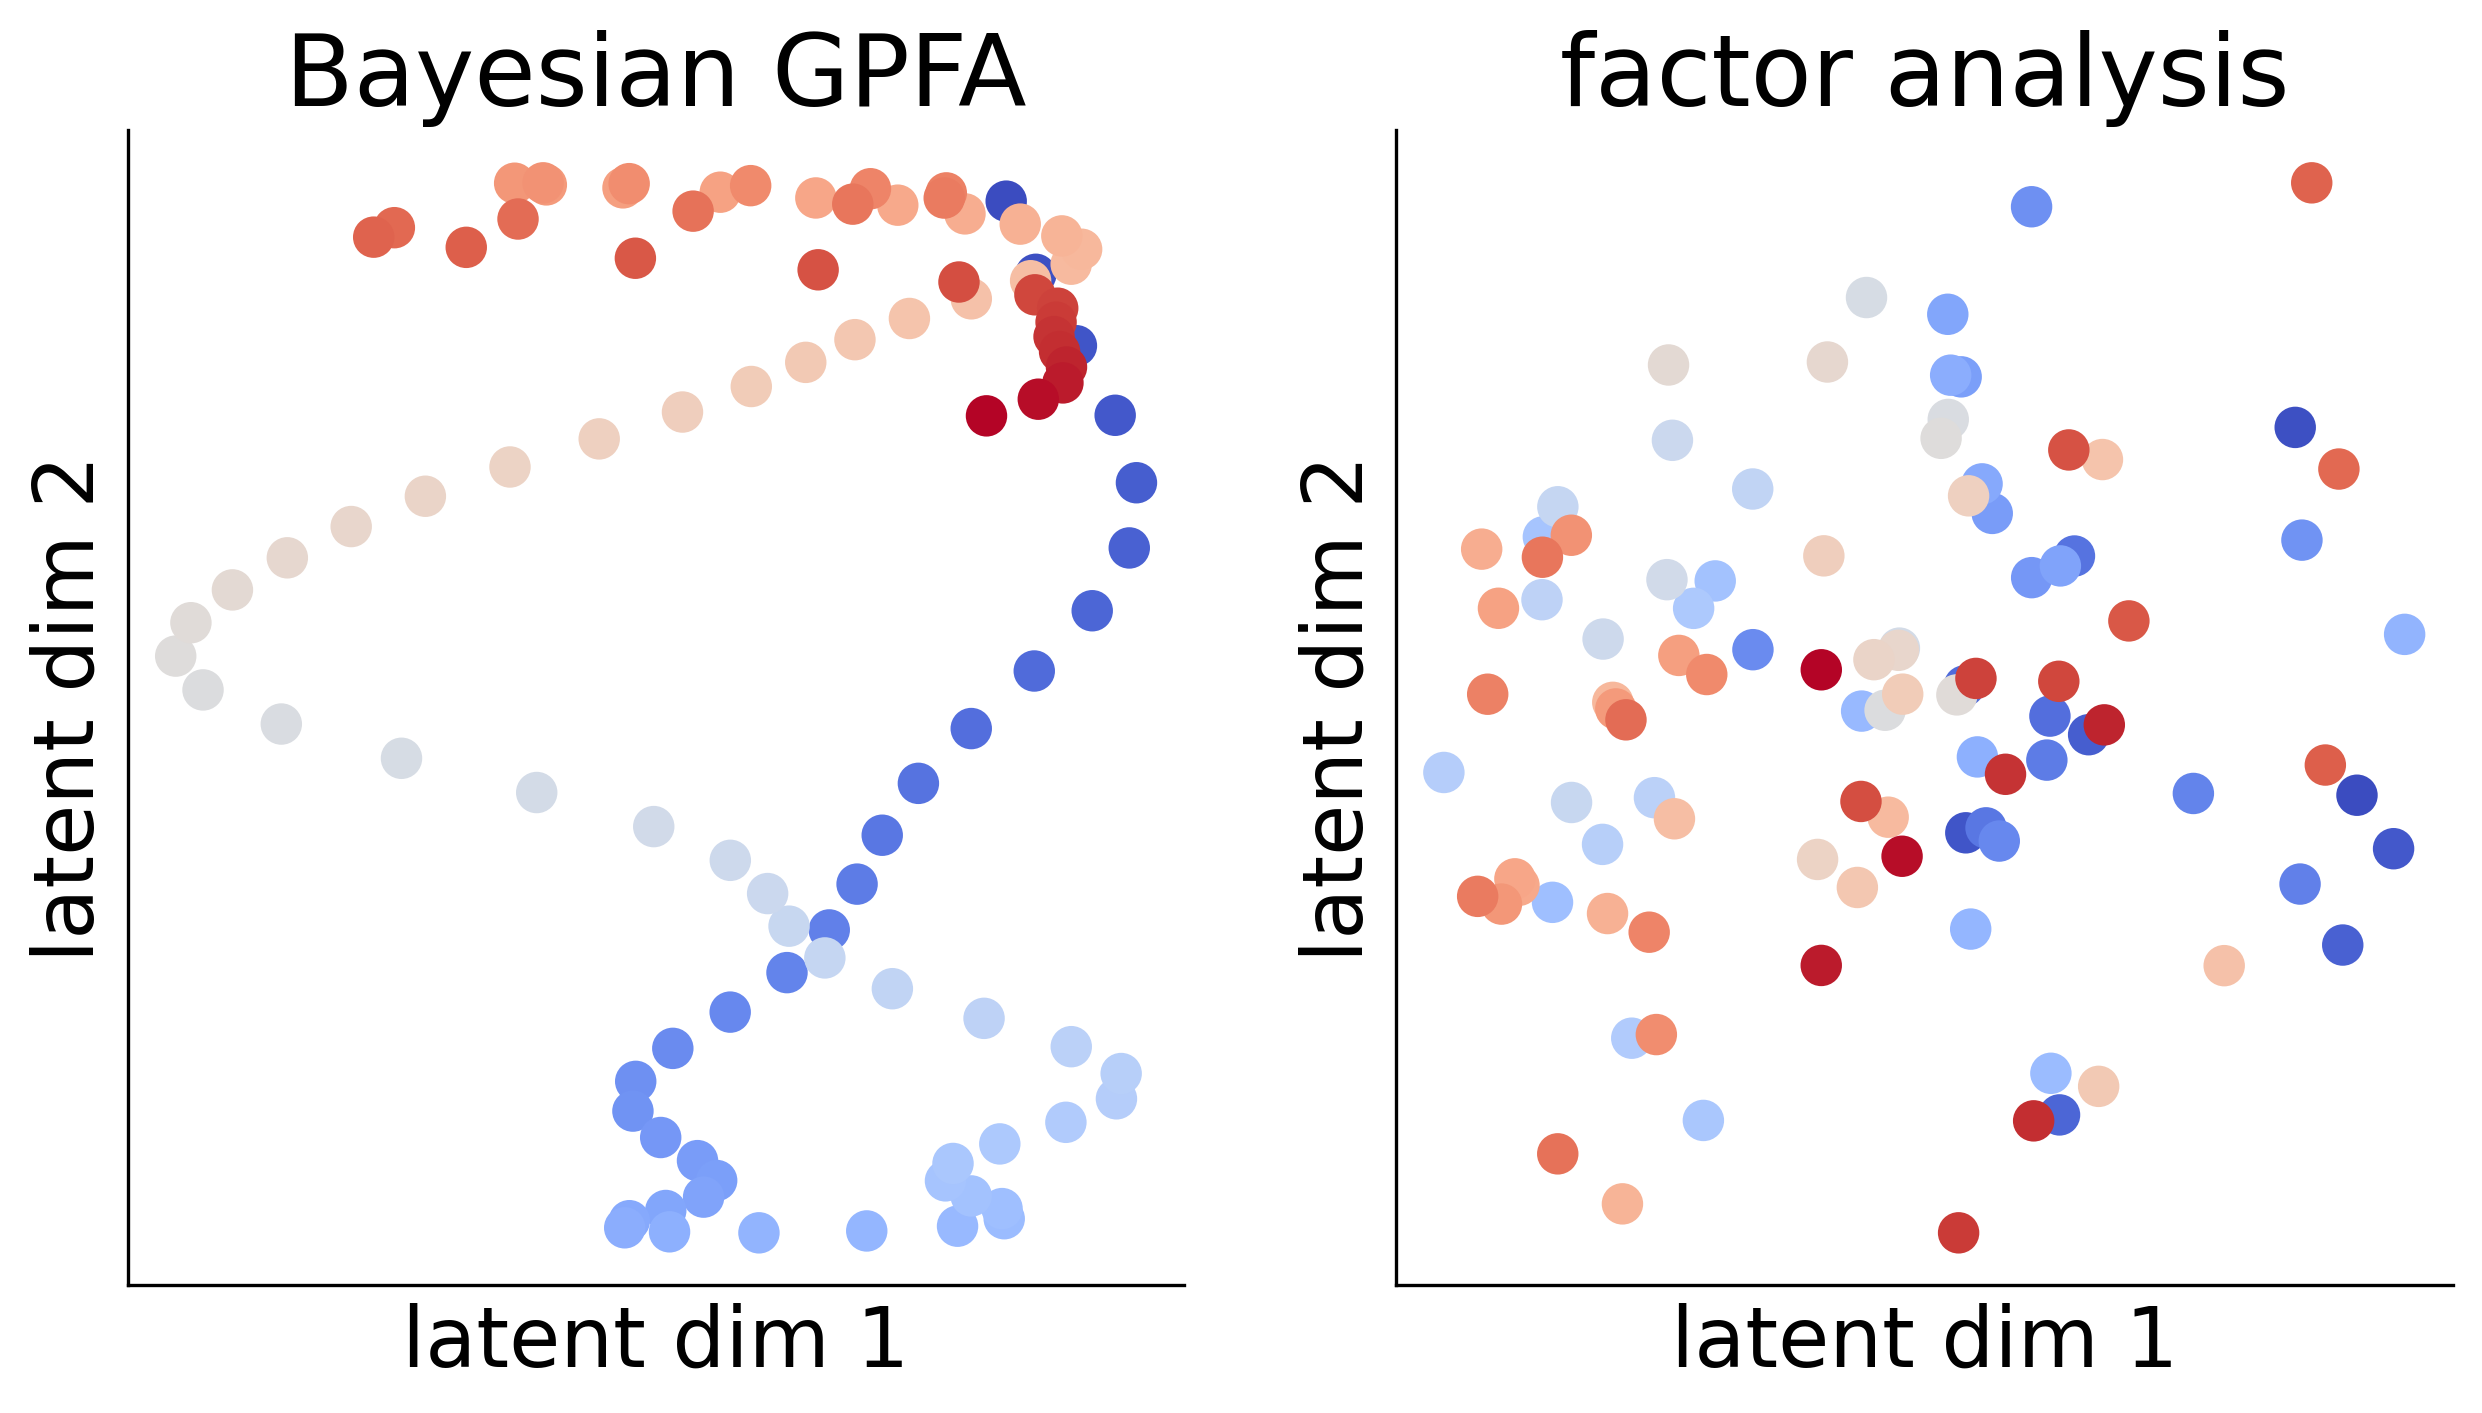 Bayesian GPFA
latent dim 2
latent dim 1
factor analysis
latent dim 2
latent dim 1